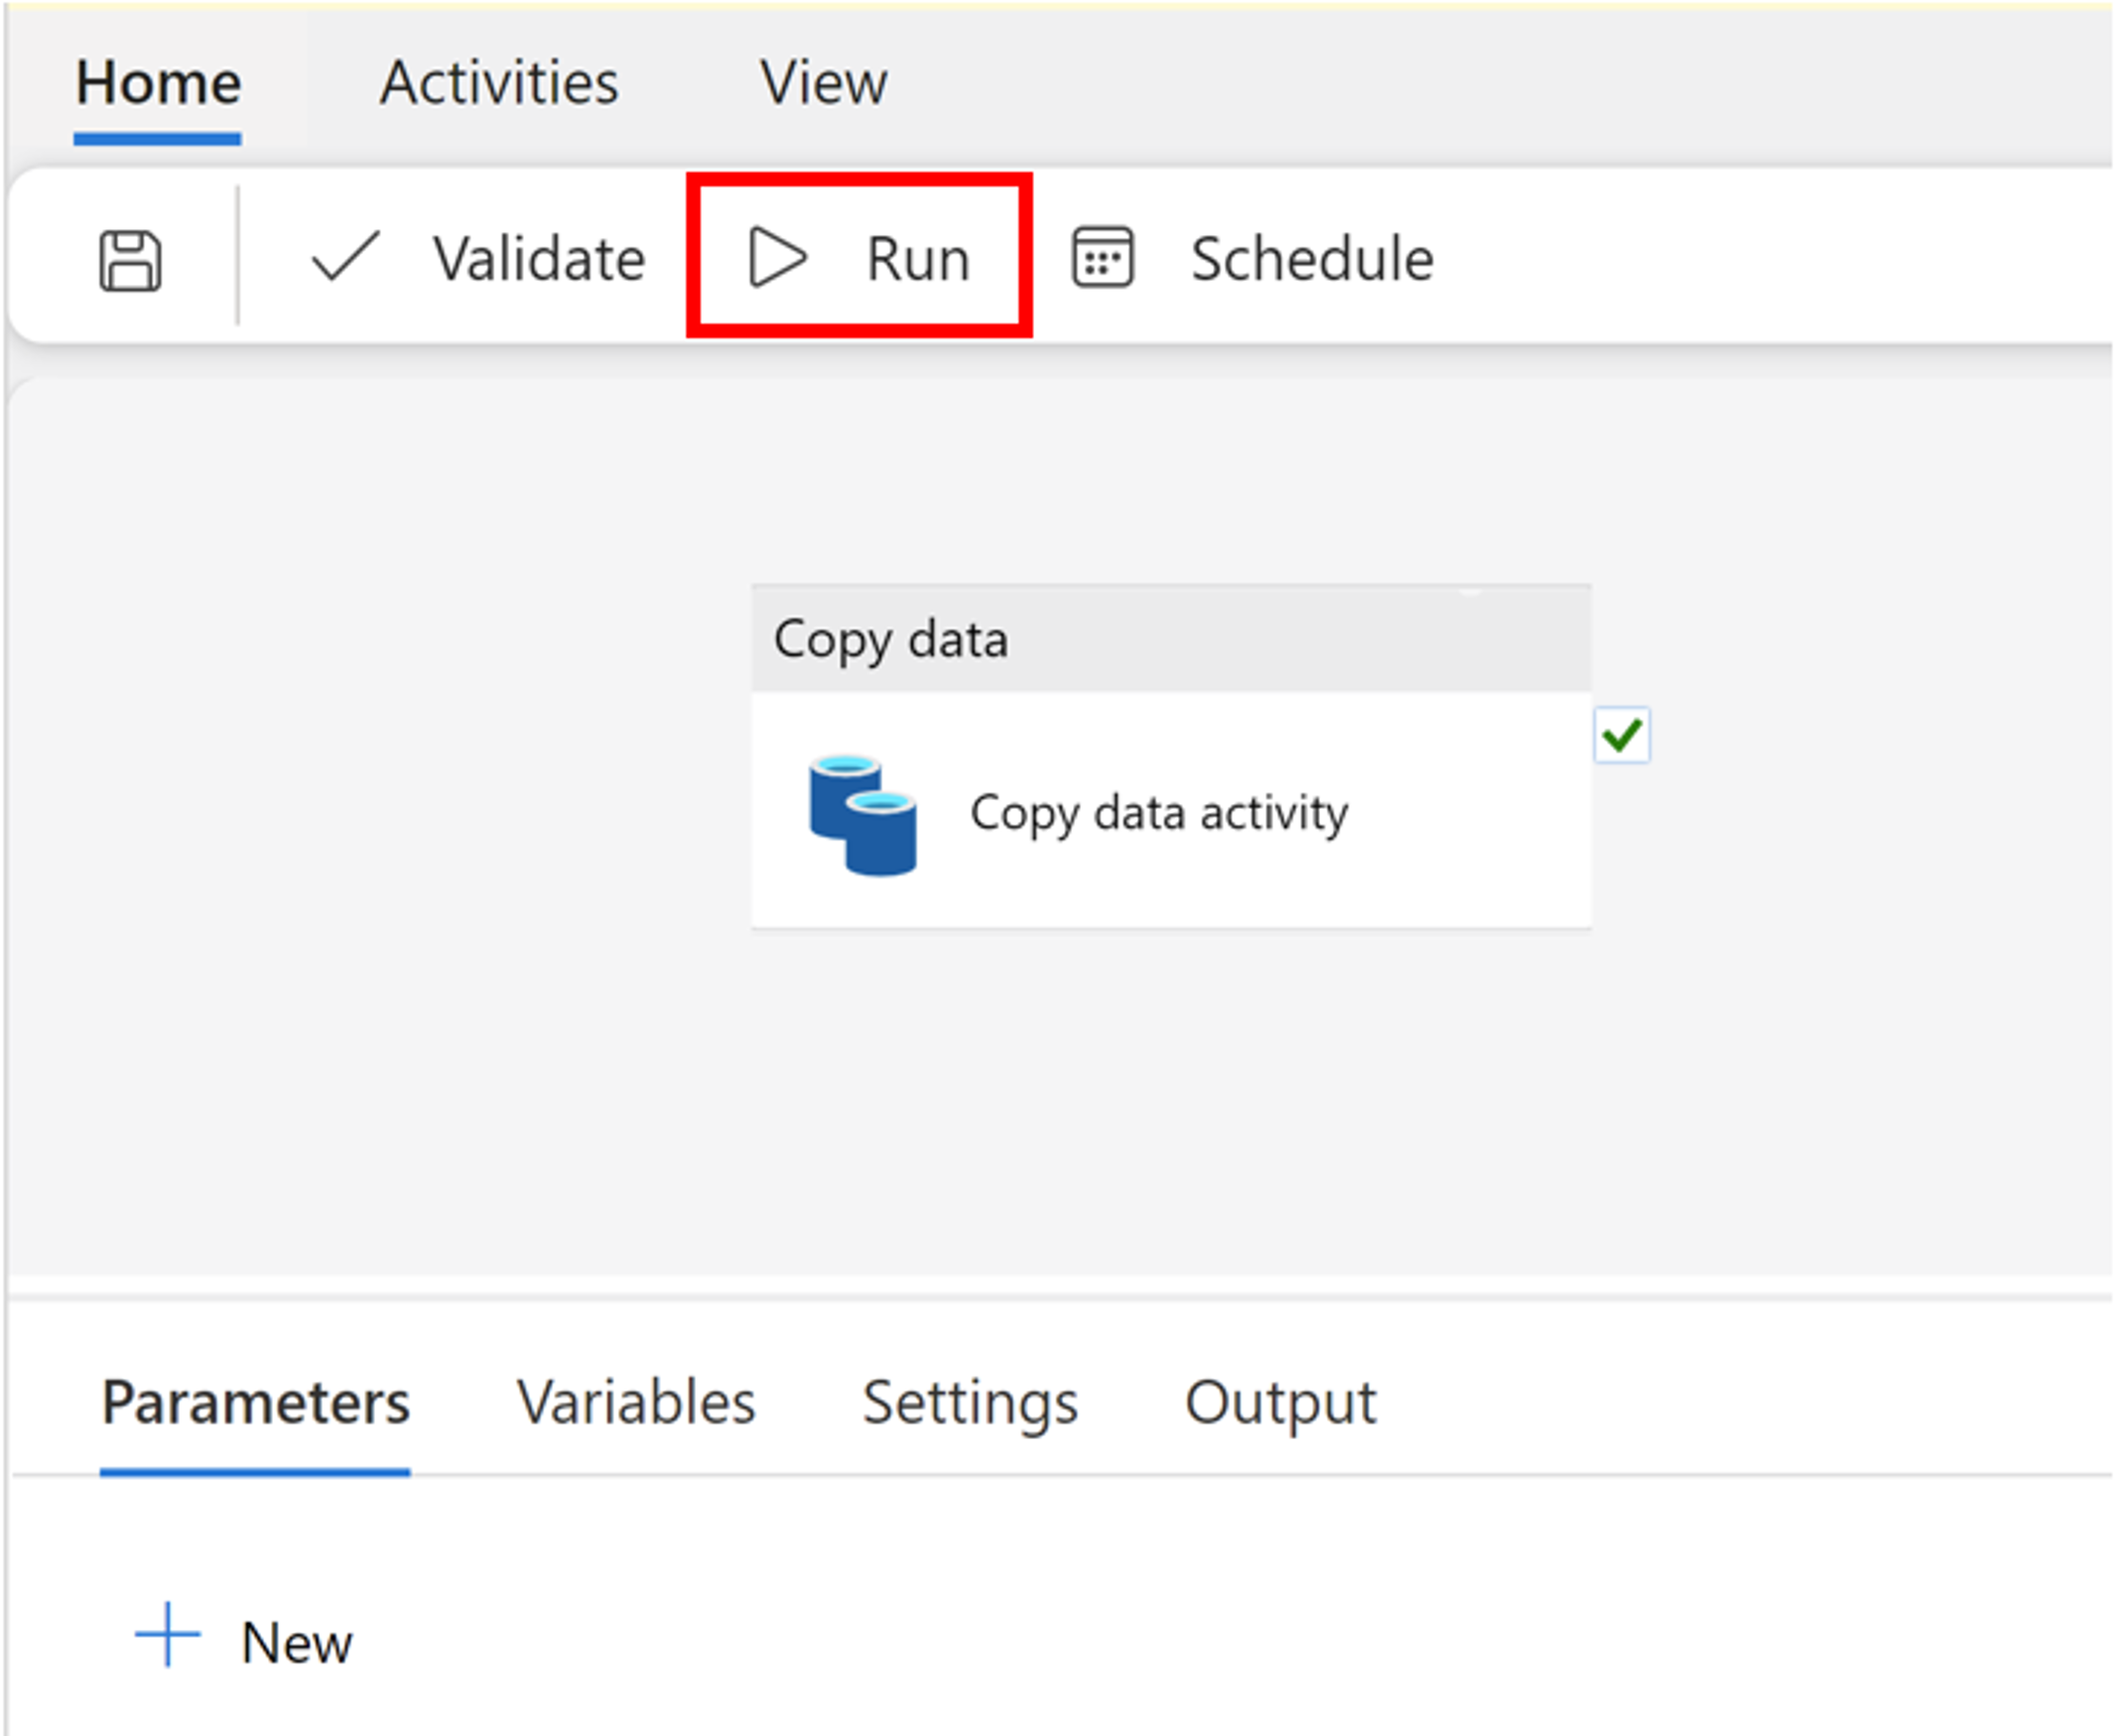 Home Activities View
Validate Run Schedule
Copy data
Copy data activity
Parameters Variables Settings Output
New